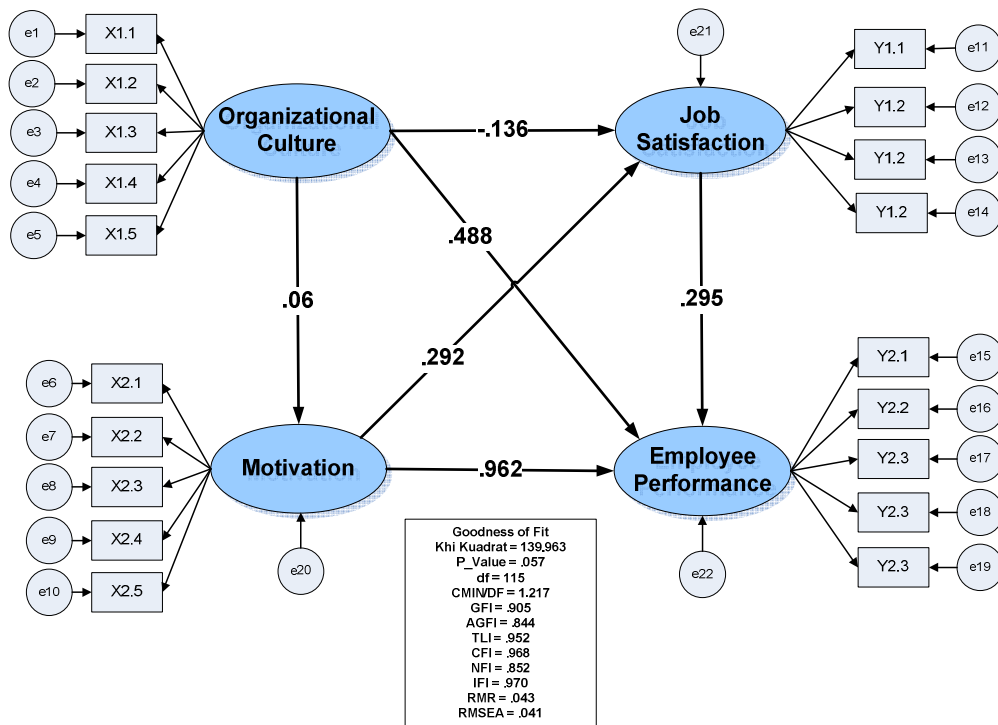 e1
X1.1
e2
X1.2
e3
X1.3
e4
X1.4
e5
X1.5
Organizational
Culture
-.136
e21
Job
Satisfaction
Y1.1
e11
Y1.2
e12
Y1.2
e13
Y1.2
e14
.488
.06
.295
.292
e6
X2.1
e7
X2.2
e8
X2.3
e9
X2.4
e10
X2.5
Motivation
.962
Employee
Performance
Y2.1
e15
Y2.2
e16
Y2.3
e17
Y2.3
e18
Y2.3
e19
e20
e22
Goodness of Fit
Khi Kuadrat = 139.963
P_Value = .057
df = 115
CMIN/DF = 1.217
GFI = .905
AGFI = .844
TLI = .952
CFI = .968
NFI = .852
IFI = .970
RMR = .043
RMSEA = .041